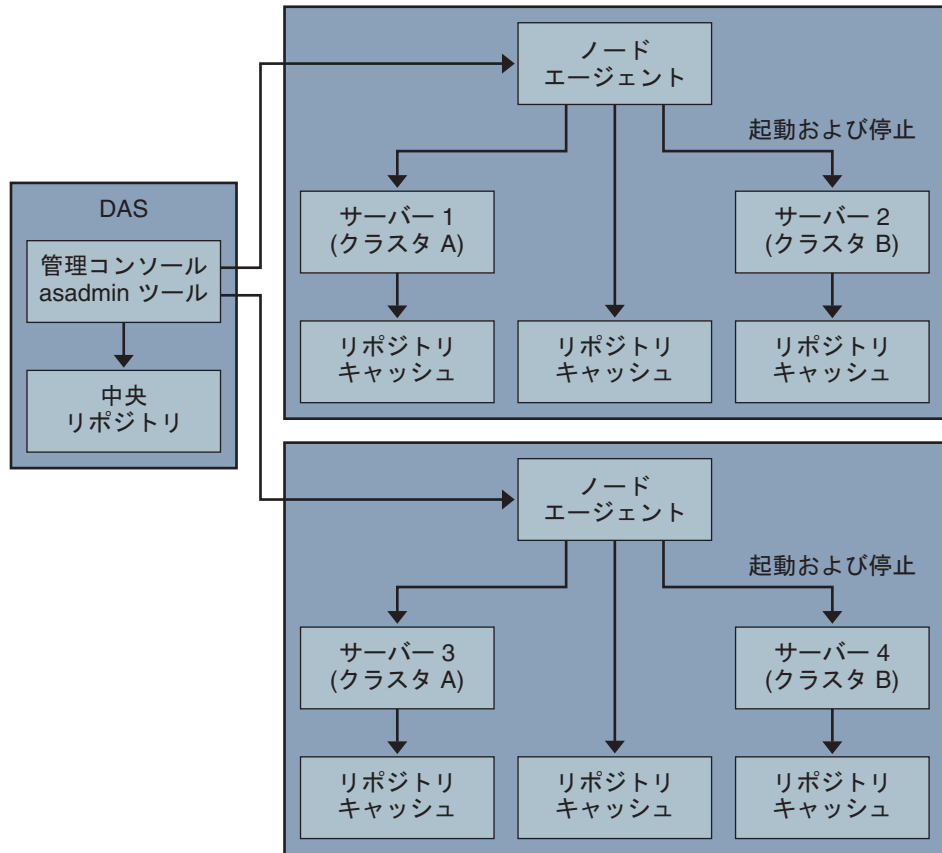 DAS
管理コンソール
asadmin ツール
中央
リポジトリ
ノード
エージェント
起動および停止
サーバー 1
(クラスタ A)
サーバー 2
(クラスタ B)
リポジトリ
キャッシュ
リポジトリ
キャッシュ
リポジトリ
キャッシュ
ノード
エージェント
起動および停止
サーバー 3
(クラスタ A)
サーバー 4
(クラスタ B)
リポジトリ
キャッシュ
リポジトリ
キャッシュ
リポジトリ
キャッシュ